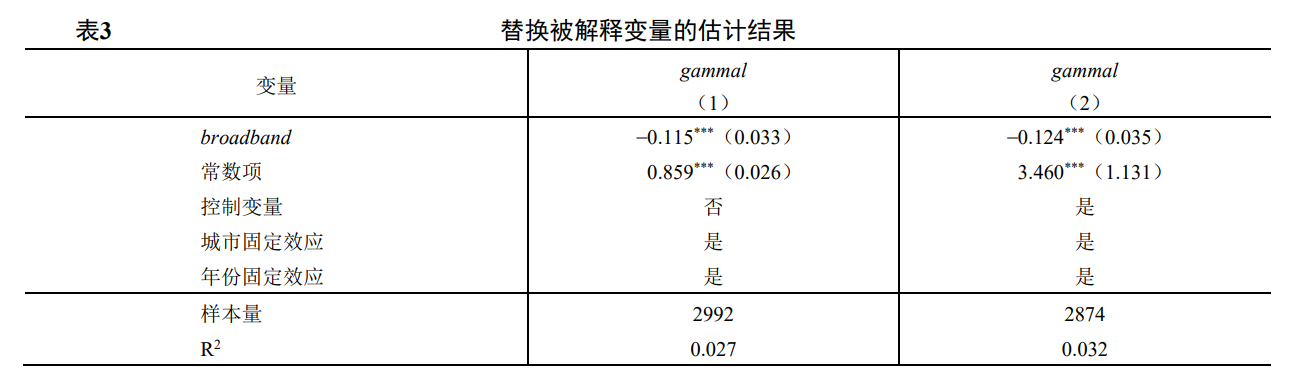 表3 替换被解释变量的估计结果
变量 gammal gammal
（1） （2）
broadband −0.115***（0.033） −0.124***（0.035）
常数项 0.859***（0.026） 3.460***（1.131）
控制变量 否 是
城市固定效应 是 是
年份固定效应 是 是
样本量 2992 2874
R² 0.027 0.032